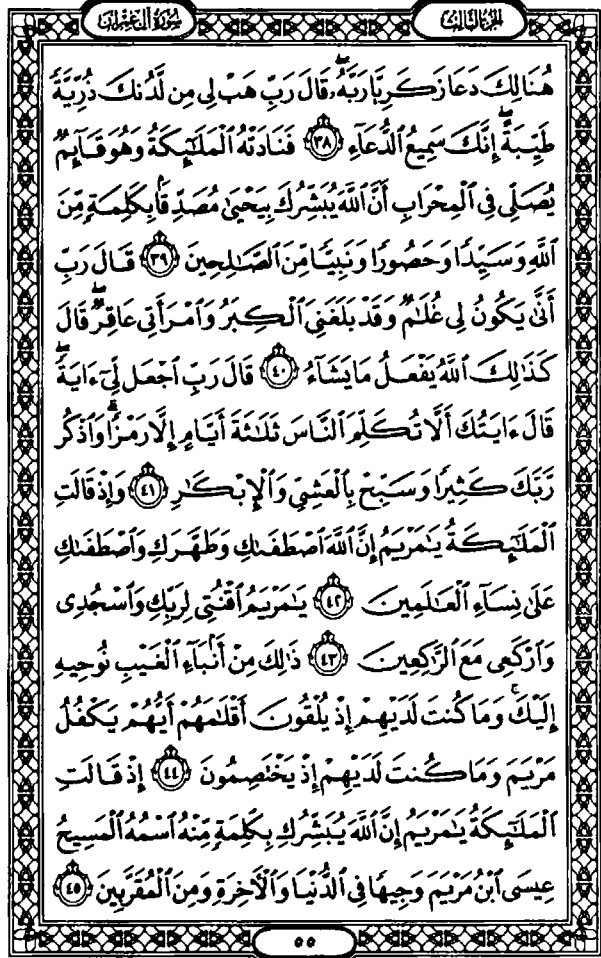 سُورَةُ آلِ عِمْرَانَ
الجُزءُ الثَّالِثُ
هُنَالِكَ دَعَا زَكَرِيَّا رَبَّهُۥۖ قَالَ رَبِّ هَبْ لِى مِن لَّدُنكَ ذُرِّيَّةً
طَيِّبَةًۖ إِنَّكَ سَمِيعُ ٱلدُّعَآءِ ٣٨ فَنَادَتْهُ ٱلْمَلَٰٓئِكَةُ وَهُوَ قَآئِمٌ
يُصَلِّى فِى ٱلْمِحْرَابِ أَنَّ ٱللَّهَ يُبَشِّرُكَ بِيَحْيَىٰ مُصَدِّقًۢا بِكَلِمَةٍ مِّنَ
ٱللَّهِ وَسَيِّدًا وَحَصُورًا وَنَبِيًّا مِّنَ ٱلصَّٰلِحِينَ ٣٩ قَالَ رَبِّ
أَنَّىٰ يَكُونُ لِى غُلَٰمٌ وَقَدْ بَلَغَنِىَ ٱلْكِبَرُ وَٱمْرَأَتِى عَاقِرٌۖ قَالَ
كَذَٰلِكَ ٱللَّهُ يَفْعَلُ مَا يَشَآءُ ٤٠ قَالَ رَبِّ ٱجْعَل لِّىٓ ءَايَةًۖ
قَالَ ءَايَتُكَ أَلَّا تُكَلِّمَ ٱلنَّاسَ ثَلَٰثَةَ أَيَّامٍ إِلَّا رَمْزًاۗ وَٱذْكُر
رَّبَّكَ كَثِيرًا وَسَبِّحْ بِٱلْعَشِىِّ وَٱلْإِبْكَٰرِ ٤١ وَإِذْ قَالَتِ
ٱلْمَلَٰٓئِكَةُ يَٰمَرْيَمُ إِنَّ ٱللَّهَ ٱصْطَفَىٰكِ وَطَهَّرَكِ وَٱصْطَفَىٰكِ
عَلَىٰ نِسَآءِ ٱلْعَٰلَمِينَ ٤٢ يَٰمَرْيَمُ ٱقْنُتِى لِرَبِّكِ وَٱسْجُدِى
وَٱرْكَعِى مَعَ ٱلرَّٰكِعِينَ ٤٣ ذَٰلِكَ مِنْ أَنۢبَآءِ ٱلْغَيْبِ نُوحِيهِ
إِلَيْكَۚ وَمَا كُنتَ لَدَيْهِمْ إِذْ يُلْقُونَ أَقْلَٰمَهُمْ أَيُّهُمْ يَكْفُلُ
مَرْيَمَ وَمَا كُنتَ لَدَيْهِمْ إِذْ يَخْتَصِمُونَ ٤٤ إِذْ قَالَتِ
ٱلْمَلَٰٓئِكَةُ يَٰمَرْيَمُ إِنَّ ٱللَّهَ يُبَشِّرُكِ بِكَلِمَةٍ مِّنْهُ ٱسْمُهُ ٱلْمَسِيحُ
عِيسَى ٱبْنُ مَرْيَمَ وَجِيهًا فِى ٱلدُّنْيَا وَٱلْءَاخِرَةِ وَمِنَ ٱلْمُقَرَّبِينَ ٤٥
٥٥